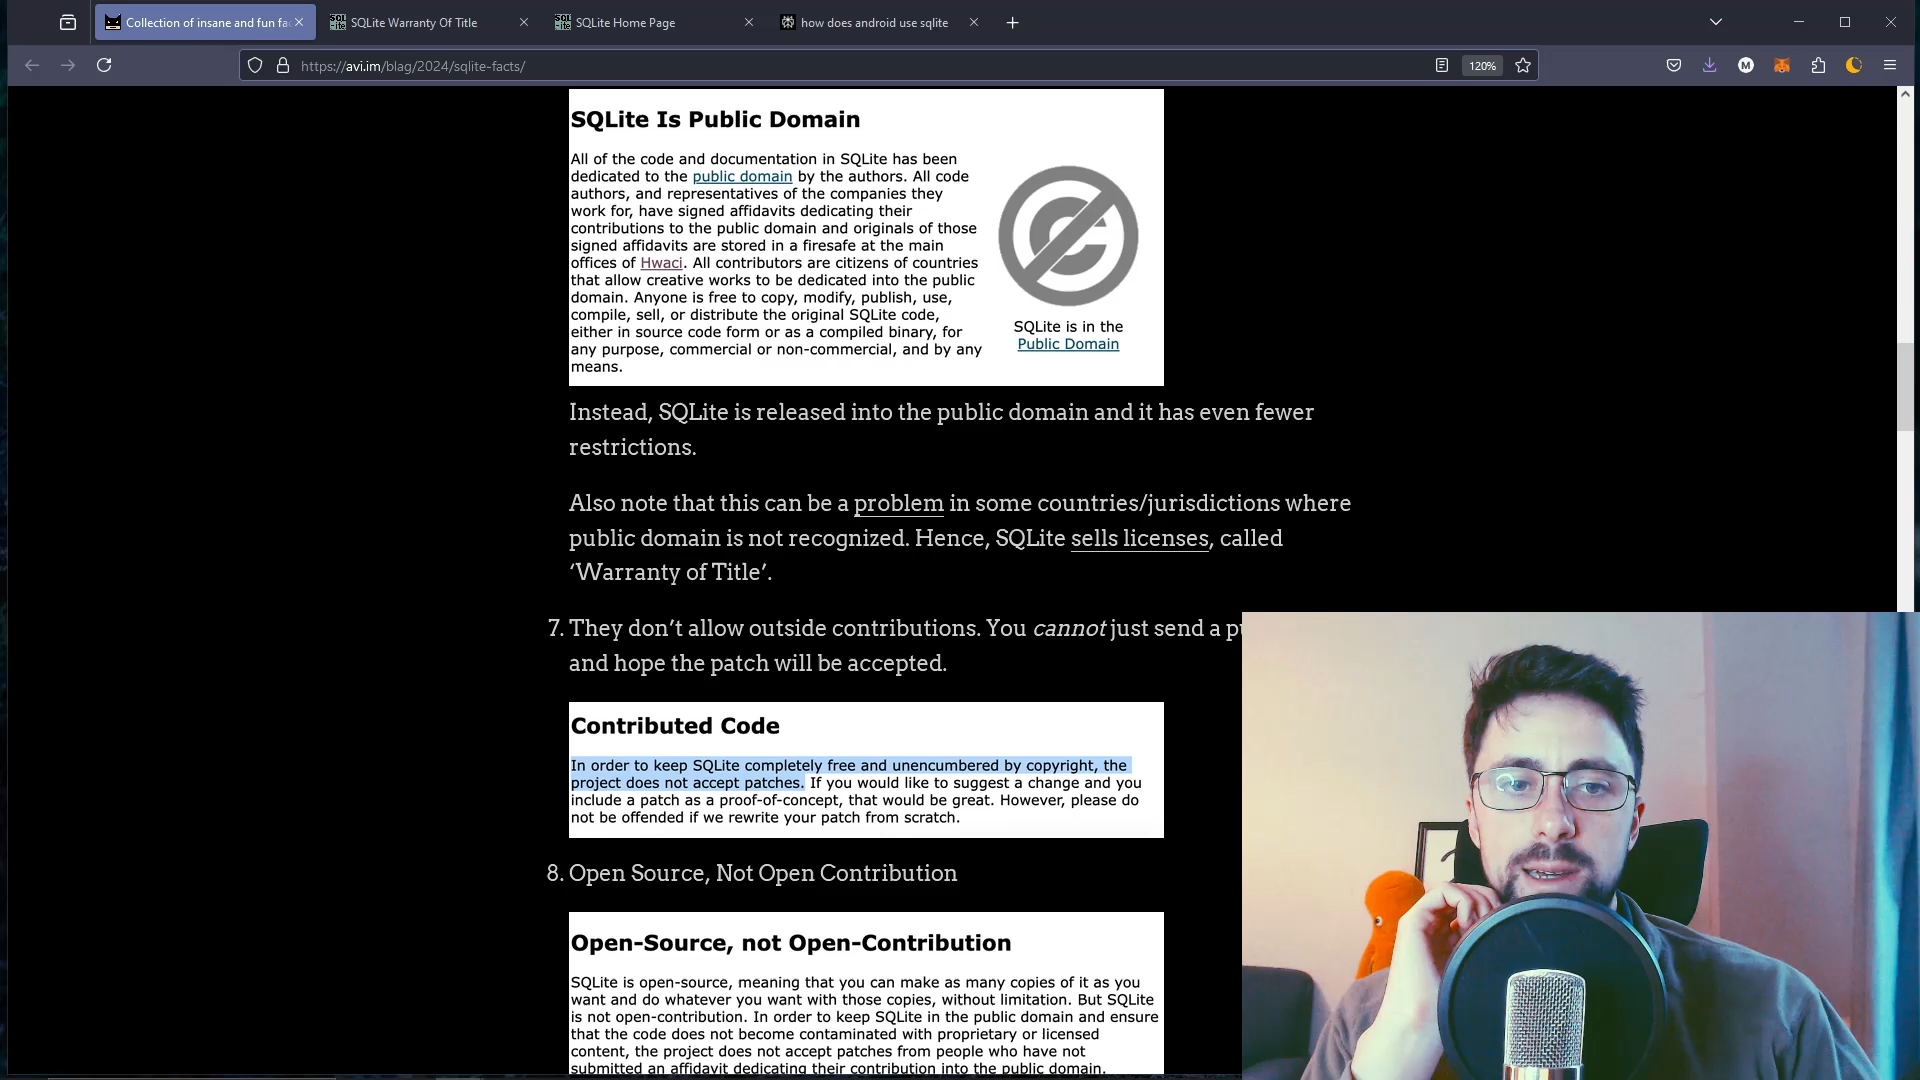 Collection of insane and fun fa
SQLite Warranty Of Title
SQLite Home Page
how does android use sqlite
https://avi.im/blag/2024/sqlite-facts/
120%
SQLite Is Public Domain
All of the code and documentation in SQLite has been
dedicated to the public domain by the authors. All code
authors, and representatives of the companies they
work for, have signed affidavits dedicating their
contributions to the public domain and originals of those
signed affidavits are stored in a firesafe at the main
offices of Hwaci. All contributors are citizens of countries
that allow creative works to be dedicated into the public
domain. Anyone is free to copy, modify, publish, use,
compile, sell, or distribute the original SQLite code,
either in source code form or as a compiled binary, for
any purpose, commercial or non-commercial, and by any
means.
SQLite is in the
Public Domain
Instead, SQLite is released into the public domain and it has even fewer
restrictions.
Also note that this can be a problem in some countries/jurisdictions where
public domain is not recognized. Hence, SQLite sells licenses, called
‘Warranty of Title’.
7. They don’t allow outside contributions. You cannot just send a p
and hope the patch will be accepted.
Contributed Code
In order to keep SQLite completely free and unencumbered by copyright, the
project does not accept patches. If you would like to suggest a change and you
include a patch as a proof-of-concept, that would be great. However, please do
not be offended if we rewrite your patch from scratch.
8. Open Source, Not Open Contribution
Open-Source, not Open-Contribution
SQLite is open-source, meaning that you can make as many copies of it as you
want and do whatever you want with those copies, without limitation. But SQLite
is not open-contribution. In order to keep SQLite in the public domain and ensure
that the code does not become contaminated with proprietary or licensed
content, the project does not accept patches from people who have not
submitted an affidavit dedicating their contribution into the public domain.